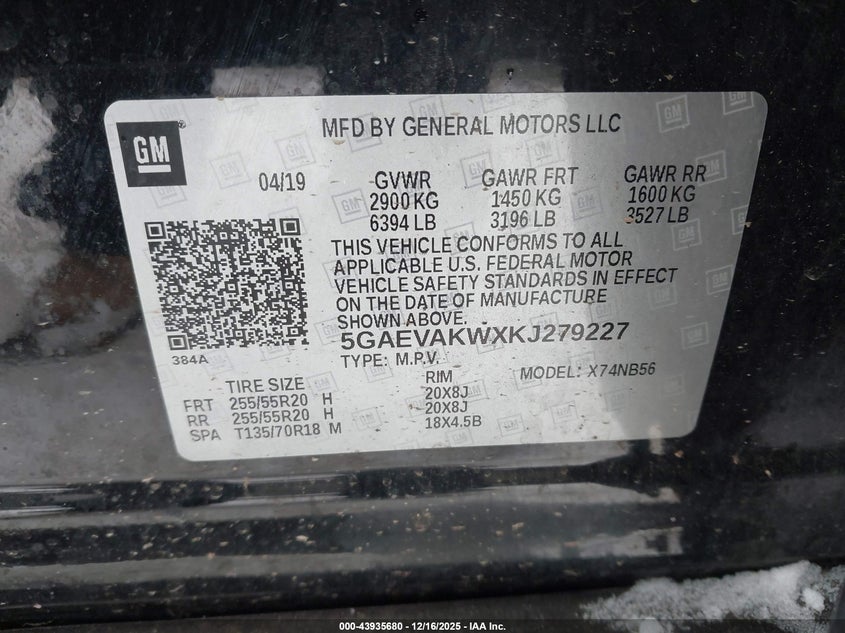 GM
MFD BY GENERAL MOTORS LLC
04/19 GVWR GAWR FRT GAWR RR
2900 KG 1450 KG 1600 KG
6394 LB 3196 LB 3527 LB
THIS VEHICLE CONFORMS TO ALL
APPLICABLE U.S. FEDERAL MOTOR
VEHICLE SAFETY STANDARDS IN EFFECT
ON THE DATE OF MANUFACTURE
SHOWN ABOVE.
384A
5GAEVAKWXKJ279227
TYPE: M.P.V.
TIRE SIZE RIM MODEL: X74NB56
FRT 255/55R20 H 20X8J
RR 255/55R20 H 20X8J
SPA T135/70R18 M 18X4.5B
000-43935680 - 12/16/2025 - IAA Inc.